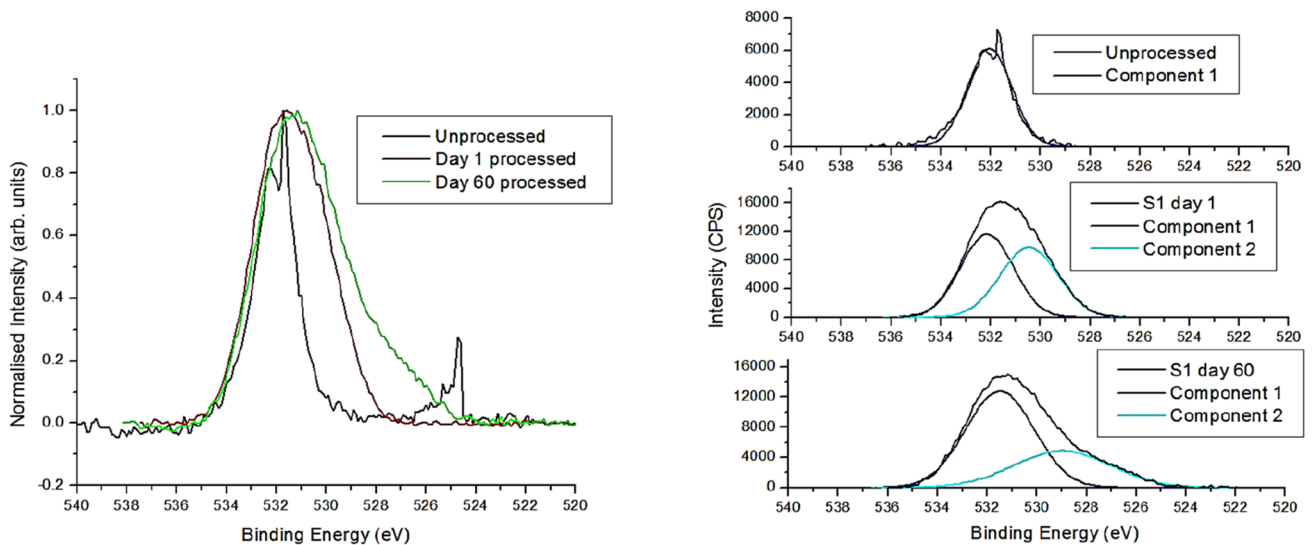 Normalised Intensity (arb. units)
1.0
0.8
0.6
0.4
0.2
0.0
-0.2
540 538 536 534 532 530 528 526 524 522 520
Binding Energy (eV)
Unprocessed
Day 1 processed
Day 60 processed
Intensity (CPS)
8000
6000
4000
2000
0
540 538 536 534 532 530 528 526 524 522 520
Unprocessed
Component 1
16000
12000
8000
4000
0
540 538 536 534 532 530 528 526 524 522 520
S1 day 1
Component 1
Component 2
16000
12000
8000
4000
0
540 538 536 534 532 530 528 526 524 522 520
S1 day 60
Component 1
Component 2
Binding Energy (eV)